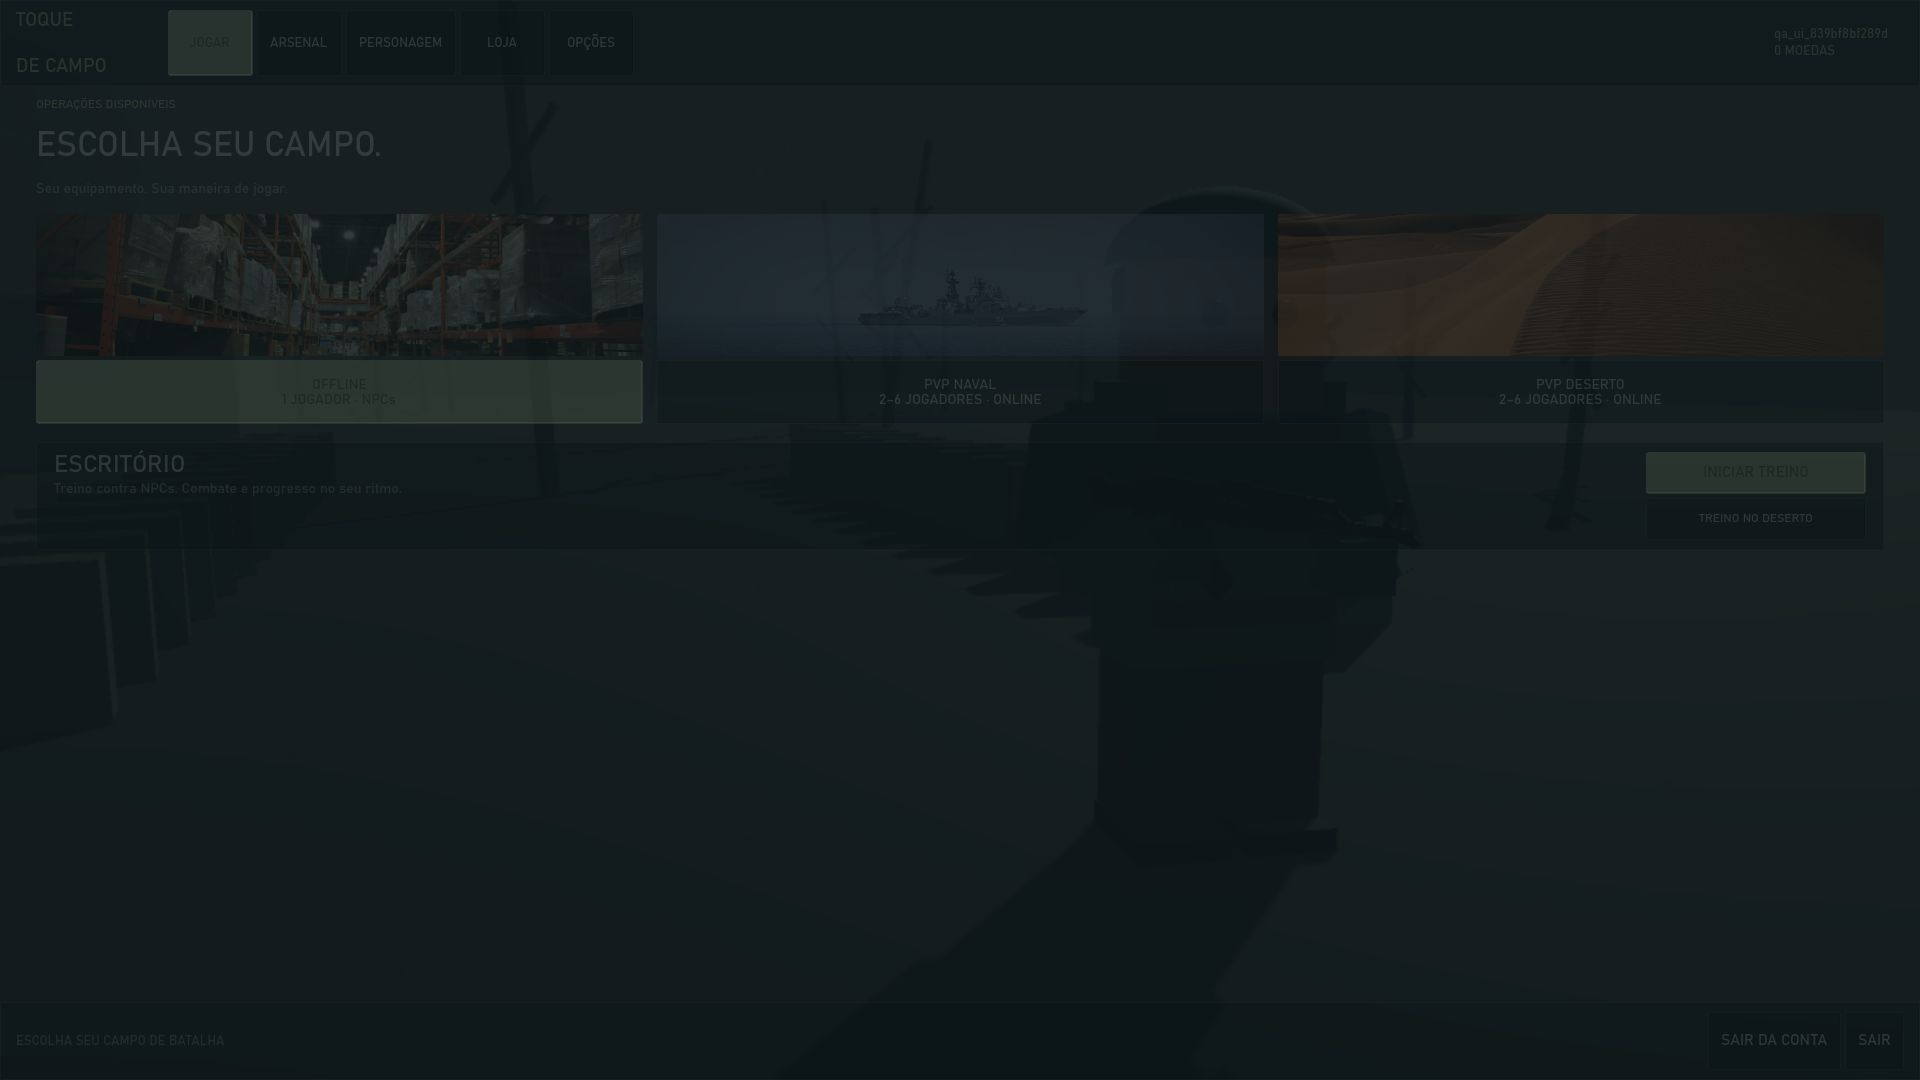 TOQUE
DE CAMPO
JOGAR
ARSENAL
PERSONAGEM
LOJA
OPÇÕES
qa_ui_839bf8bf289d
0 MOEDAS
OPERAÇÕES DISPONÍVEIS
ESCOLHA SEU CAMPO.
Seu equipamento. Sua maneira de jogar.
OFFLINE
1 JOGADOR · NPCs
PVP NAVAL
2–6 JOGADORES · ONLINE
PVP DESERTO
2–6 JOGADORES · ONLINE
ESCRITÓRIO
Treino contra NPCs. Combate e progresso no seu ritmo.
INICIAR TREINO
TREINO NO DESERTO
ESCOLHA SEU CAMPO DE BATALHA
SAIR DA CONTA
SAIR